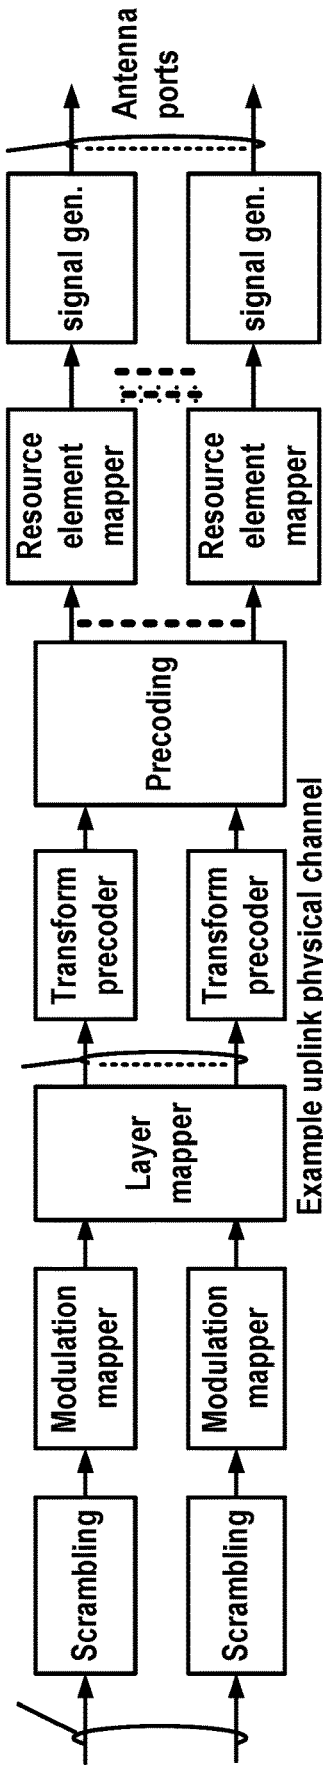 Scrambling
Modulation
mapper
Layer
mapper
Transform
precoder
Precoding
Resource
element
mapper
signal gen.
Antenna
ports
Scrambling
Modulation
mapper
Transform
precoder
Resource
element
mapper
signal gen.
Example uplink physical channel